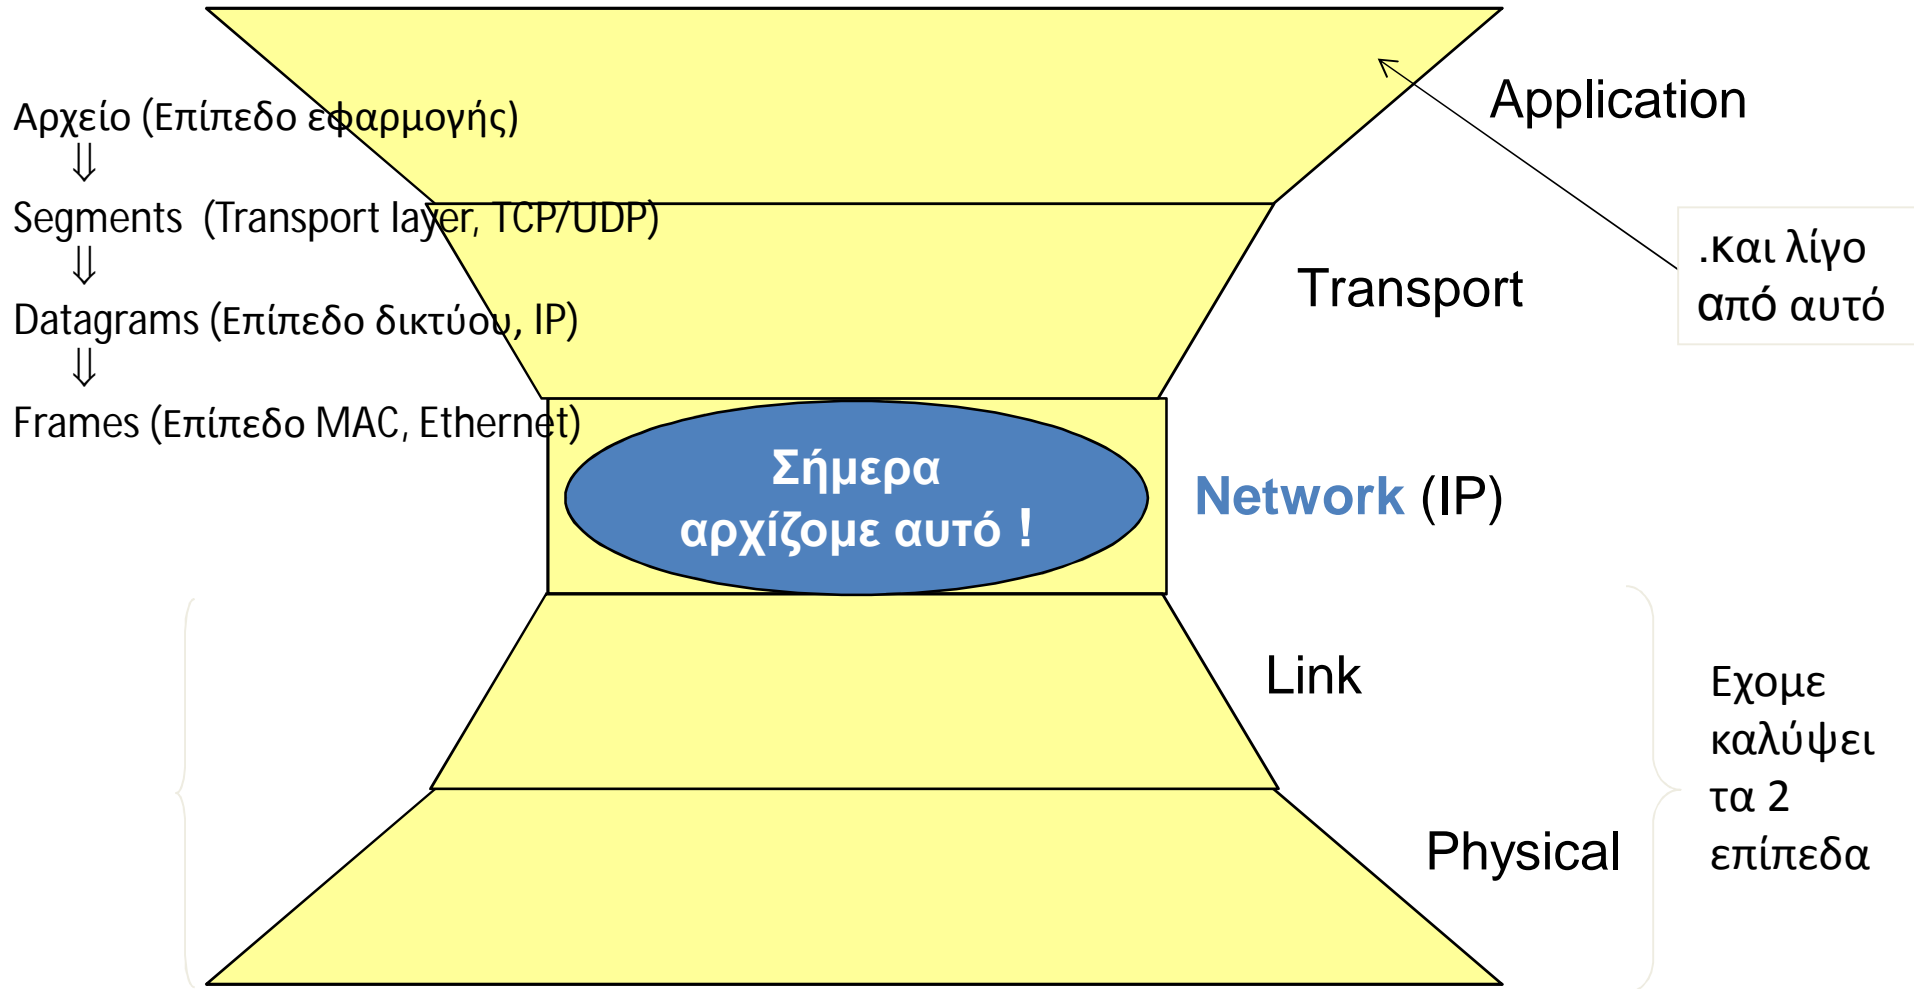 Αρχείο (Επίπεδο εφαρμογής)
⇓
Segments (Transport layer, TCP/UDP)
⇓
Datagrams (Επίπεδο δικτύου, IP)
⇓
Frames (Επίπεδο MAC, Ethernet)
Application
.και λίγο
από αυτό
Transport
Σήμερα
αρχίζομε αυτό !
Network (IP)
Link
Physical
Εχομε
καλύψει
τα 2
επίπεδα